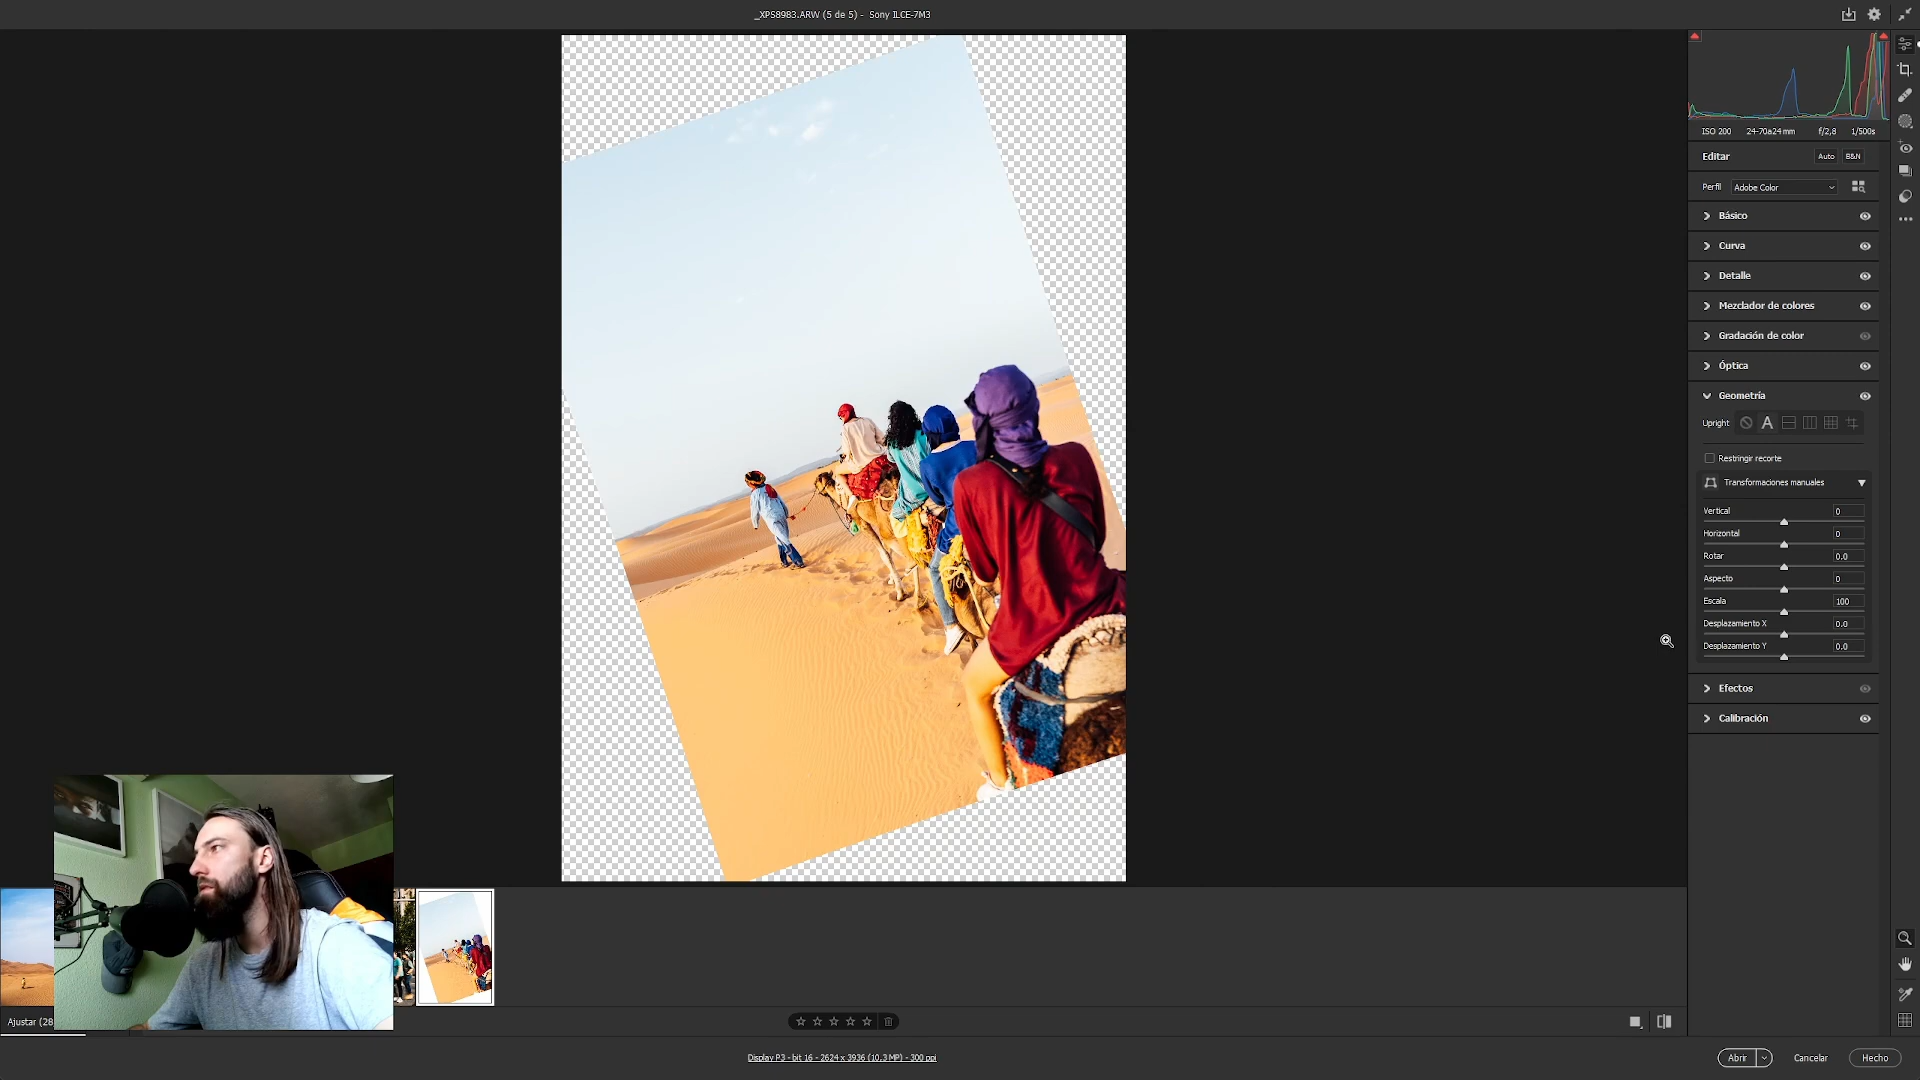 _XPS8983.ARW (5 de 5) - Sony ILCE-7M3
ISO 200 24-70a24 mm f/2,8 1/500s
Editar Auto B&N
Perfil Adobe Color
Básico
Curva
Detalle
Mezclador de colores
Gradación de color
Óptica
Geometría
Upright A
Restringir recorte
Transformaciones manuales
Vertical 0
Horizontal 0
Rotar 0.0
Aspecto 0
Escala 100
Desplazamiento X 0.0
Desplazamiento Y 0.0
Efectos
Calibración
Ajustar (28
Display P3 - bit 16 - 2624 x 3936 (10.3 MP) - 300 ppi
Abrir Cancelar Hecho